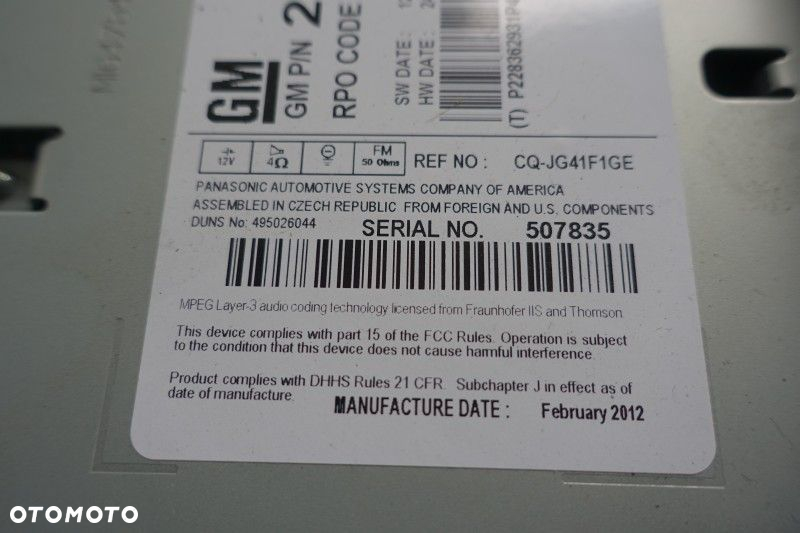 GM
GM P/N 2
RPO CODE
SW DATE: 12
HW DATE: 24
(T) P228362931P
12V
4Ω
FM
50 Ohms
REF NO : CQ-JG41F1GE
PANASONIC AUTOMOTIVE SYSTEMS COMPANY OF AMERICA
ASSEMBLED IN CZECH REPUBLIC FROM FOREIGN AND U.S. COMPONENTS
DUNS No: 495026044
SERIAL NO. 507835
MPEG Layer-3 audio coding technology licensed from Fraunhofer IIS and Thomson.
This device complies with part 15 of the FCC Rules. Operation is subject
to the condition that this device does not cause harmful interference.
Product complies with DHHS Rules 21 CFR. Subchapter J in effect as of
date of manufacture.
MANUFACTURE DATE : February 2012
OTOMOTO